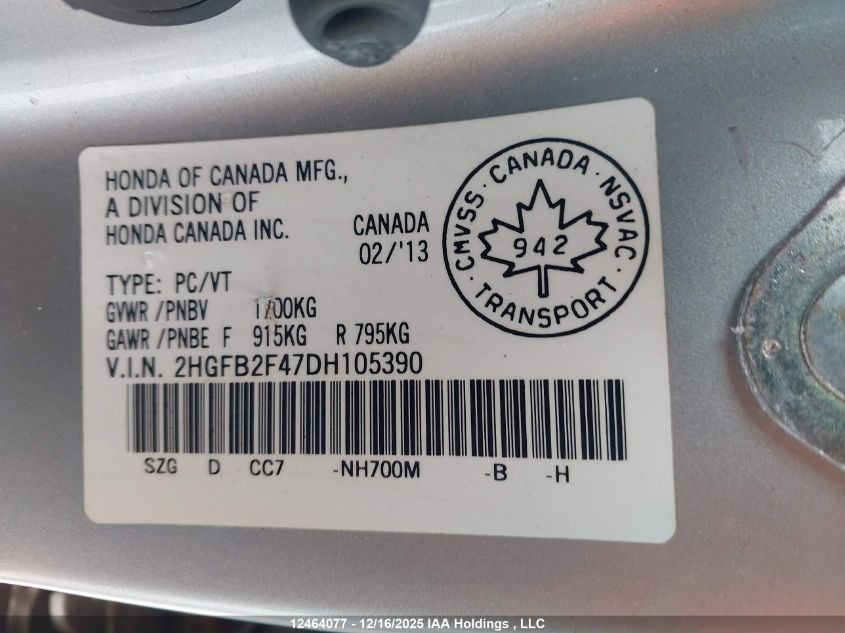 HONDA OF CANADA MFG.,
A DIVISION OF
HONDA CANADA INC.
CANADA
02/'13
TYPE: PC/VT
GVWR /PNBV 1700KG
GAWR /PNBE F 915KG R 795KG
V.I.N. 2HGFB2F47DH105390
SZG D CC7 -NH700M -B -H
CMVSS · CANADA · NSVAC · TRANSPORT ·
942
12464077 - 12/16/2025 IAA Holdings , LLC